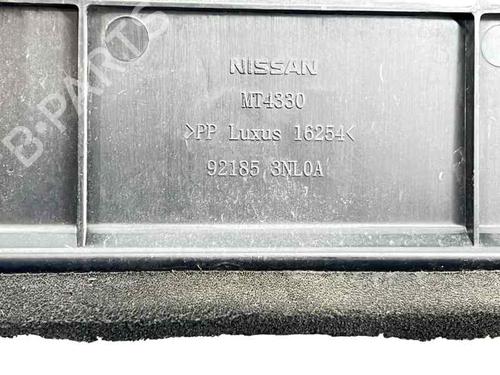 B-PARTS
NISSAN
MT4330
>PP Luxus 16254<
92185 3NL0A